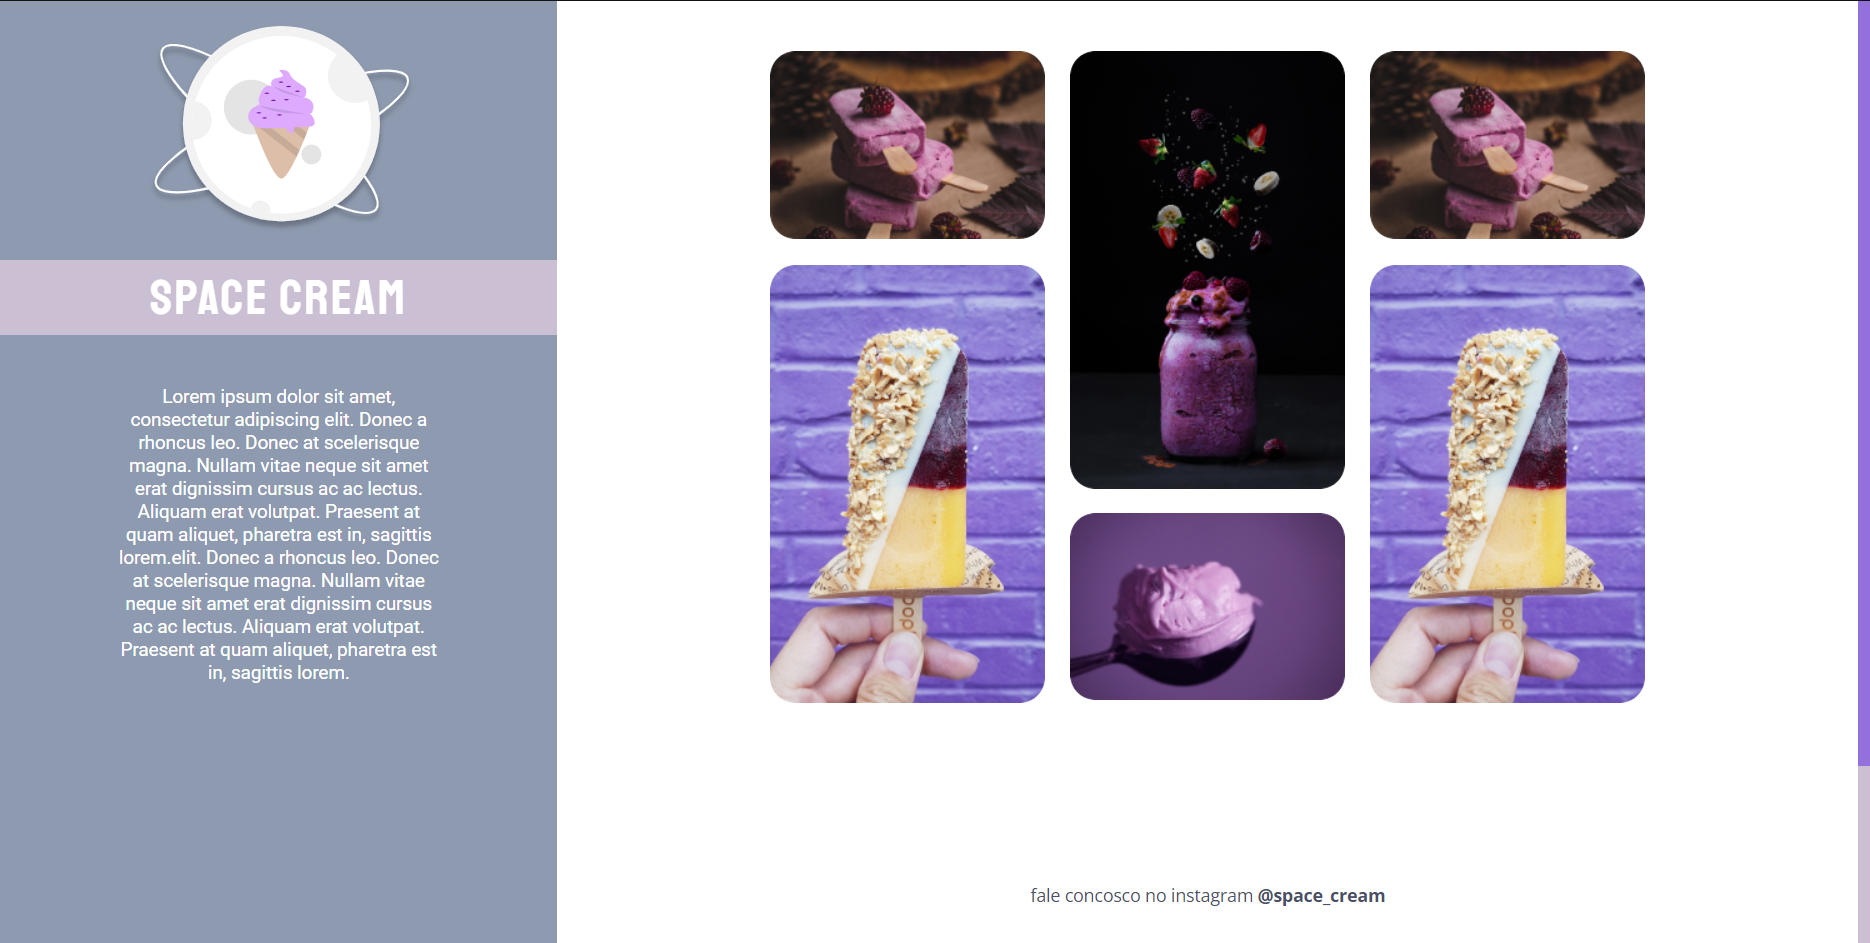 SPACE CREAM
Lorem ipsum dolor sit amet,
consectetur adipiscing elit. Donec a
rhoncus leo. Donec at scelerisque
magna. Nullam vitae neque sit amet
erat dignissim cursus ac ac lectus.
Aliquam erat volutpat. Praesent at
quam aliquet, pharetra est in, sagittis
lorem.elit. Donec a rhoncus leo. Donec
at scelerisque magna. Nullam vitae
neque sit amet erat dignissim cursus
ac ac lectus. Aliquam erat volutpat.
Praesent at quam aliquet, pharetra est
in, sagittis lorem.
fale concosco no instagram @space_cream